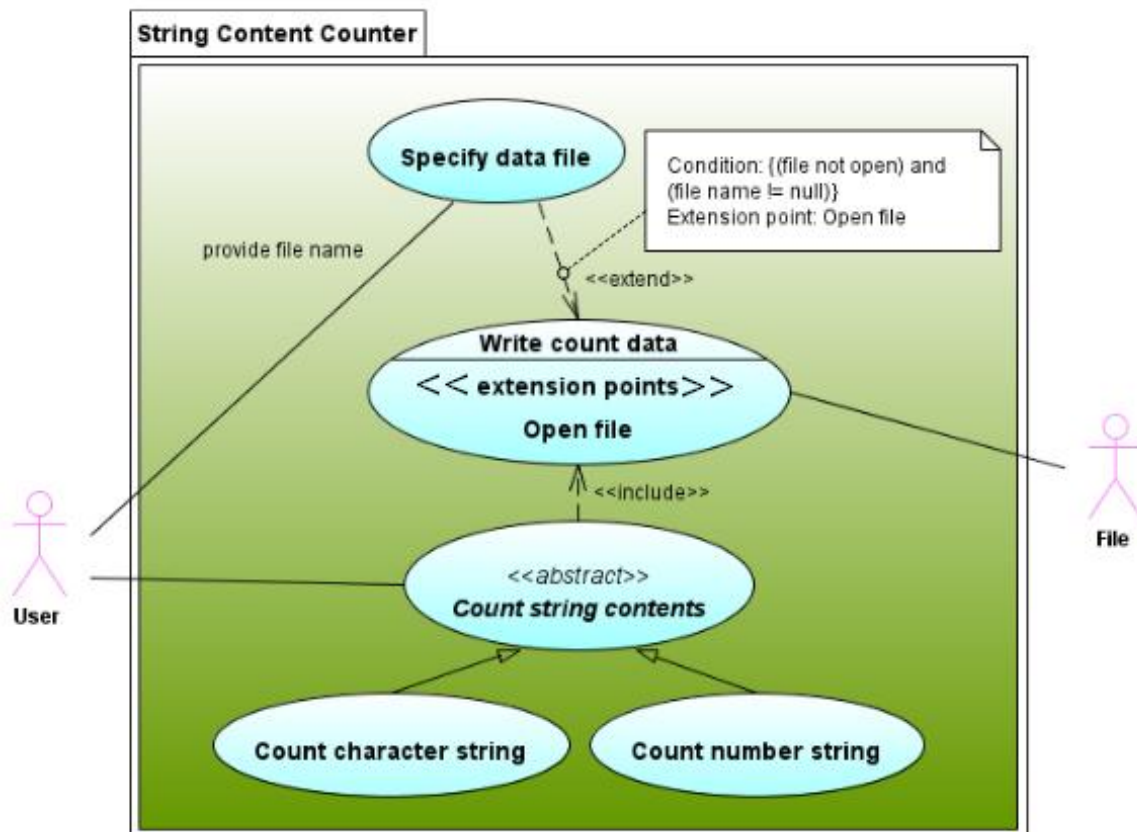 String Content Counter
Specify data file
Condition: {(file not open) and
(file name != null)}
Extension point: Open file
provide file name
<<extend>>
Write count data
<< extension points>>
Open file
<<include>>
File
<<abstract>>
Count string contents
User
Count character string
Count number string